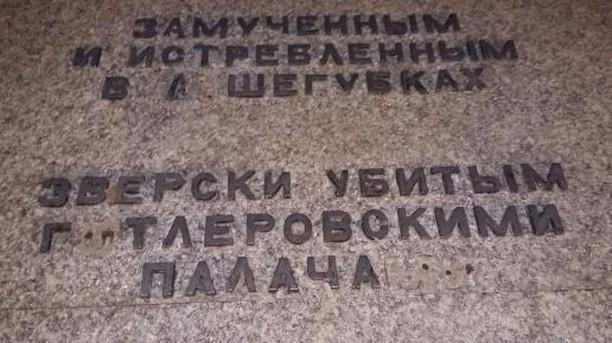 ЗАМУЧЕННЫМ
И ИСТРЕБЛЕННЫМ
В Д ШЕГУБКАХ
ЗВЕРСКИ УБИТЫМ
Г ТЛЕРОВСКИМИ
ПАЛАЧА